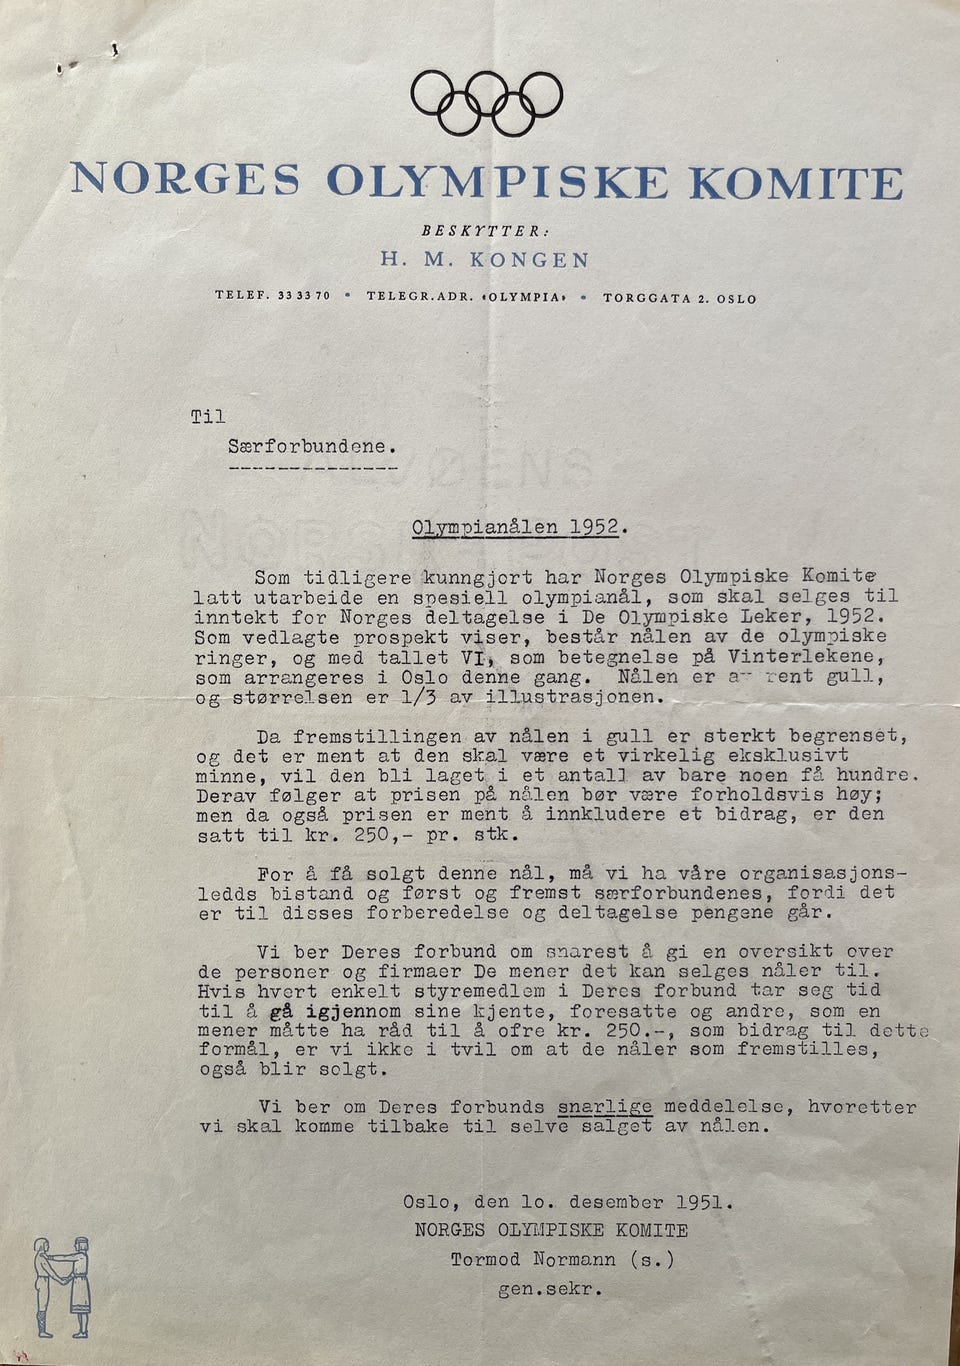 NORGES OLYMPISKE KOMITE
BESKYTTER:
H. M. KONGEN
TELEF. 33 33 70 • TELEGR.ADR. «OLYMPIA» • TORGGATA 2. OSLO
Til
Særforbundene.
Olympianålen 1952.
Som tidligere kunngjort har Norges Olympiske Komite
latt utarbeide en spesiell olympianål, som skal selges til
inntekt for Norges deltagelse i De Olympiske Leker, 1952.
Som vedlagte prospekt viser, består nålen av de olympiske
ringer, og med tallet VI, som betegnelse på Vinterlekene,
som arrangeres i Oslo denne gang. Nålen er rent gull,
og størrelsen er 1/3 av illustrasjonen.
Da fremstillingen av nålen i gull er sterkt begrenset,
og det er ment at den skal være et virkelig eksklusivt
minne, vil den bli laget i et antall av bare noen få hundre.
Derav følger at prisen på nålen bør være forholdsvis høy;
men da også prisen er ment å innkludere et bidrag, er den
satt til kr. 250,- pr. stk.
For å få solgt denne nål, må vi ha våre organisasjons-
ledds bistand og først og fremst særforbundenes, fordi det
er til disses forberedelse og deltagelse pengene går.
Vi ber Deres forbund om snarest å gi en oversikt over
de personer og firmaer De mener det kan selges nåler til.
Hvis hvert enkelt styremedlem i Deres forbund tar seg tid
til å gå igjennom sine kjente, foresatte og andre, som en
mener måtte ha råd til å ofre kr. 250.-, som bidrag til dette
formål, er vi ikke i tvil om at de nåler som fremstilles,
også blir solgt.
Vi ber om Deres forbunds snarlige meddelelse, hvoretter
vi skal komme tilbake til selve salget av nålen.
Oslo, den 1o. desember 1951.
NORGES OLYMPISKE KOMITE
Tormod Normann (s.)
gen.sekr.